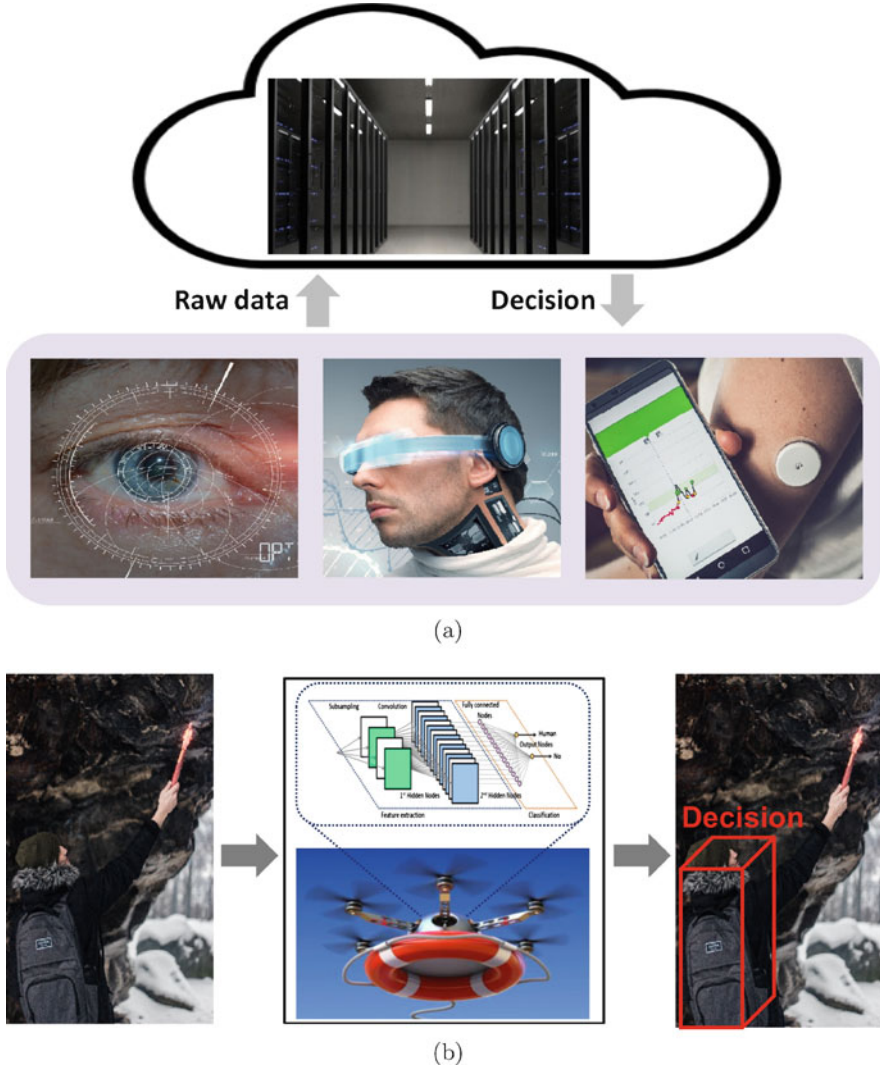 Raw data
Decision
OPT
(a)
Subsampling
Convolution
Fully connected
Nodes
Human
Output Nodes
No
1st Hidden Nodes
2nd Hidden Nodes
Feature extraction
Classification
Decision
(b)